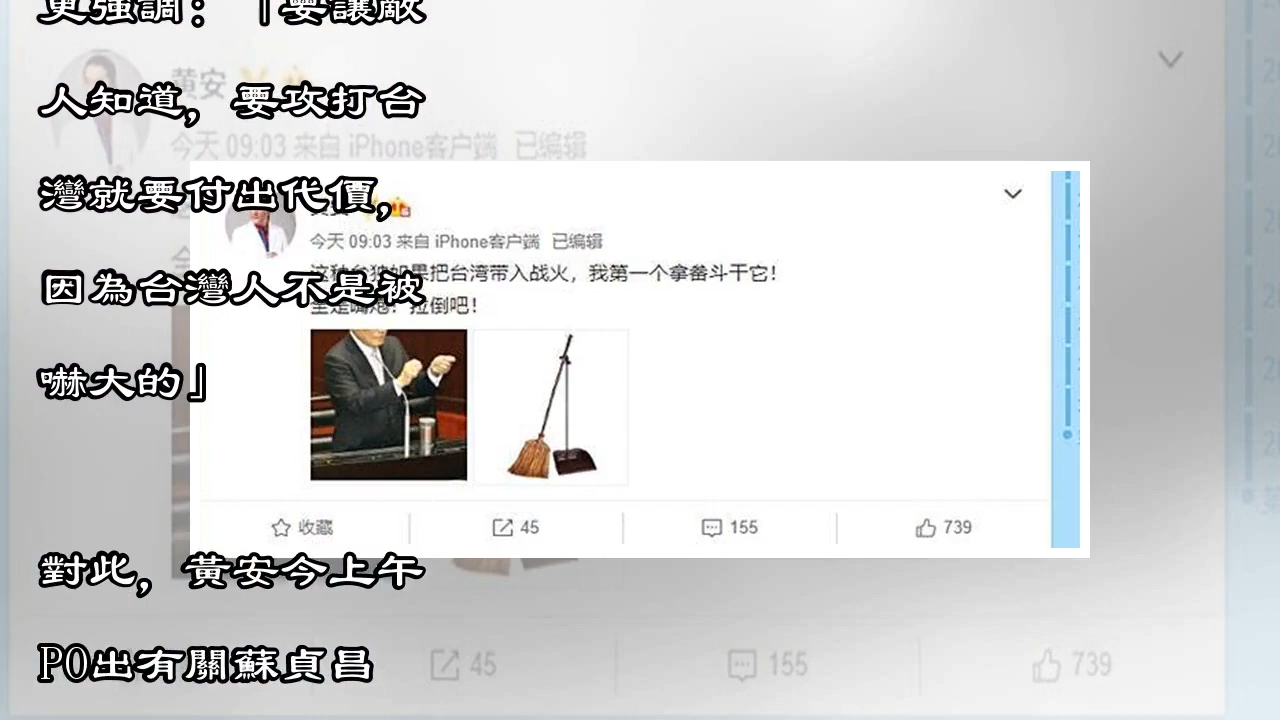 更強調：「要讓敵
人知道，要攻打台
灣就要付出代價，
因為台灣人不是被
嚇大的」
對此，黃安今上午
PO出有關蘇貞昌
黄安
今天 09:03 来自 iPhone客户端 已编辑
今天 09:03 来自 iPhone客户端 已编辑
果把台湾带入战火，我第一个拿畚斗干它！
拉倒吧！
收藏
45
155
739
45
155
739